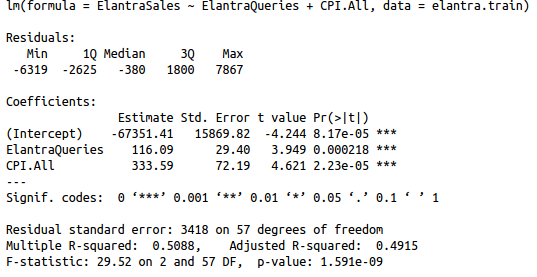 lm(formula = ElantraSales ~ ElantraQueries + CPI.All, data = elantra.train)
Residuals:
Min 1Q Median 3Q Max
-6319 -2625 -380 1800 7867
Coefficients:
Estimate Std. Error t value Pr(>|t|)
(Intercept) -67351.41 15869.82 -4.244 8.17e-05 ***
ElantraQueries 116.09 29.40 3.949 0.000218 ***
CPI.All 333.59 72.19 4.621 2.23e-05 ***
---
Signif. codes: 0 ‘***’ 0.001 ‘**’ 0.01 ‘*’ 0.05 ‘.’ 0.1 ‘ ’ 1
Residual standard error: 3418 on 57 degrees of freedom
Multiple R-squared: 0.5088, Adjusted R-squared: 0.4915
F-statistic: 29.52 on 2 and 57 DF, p-value: 1.591e-09